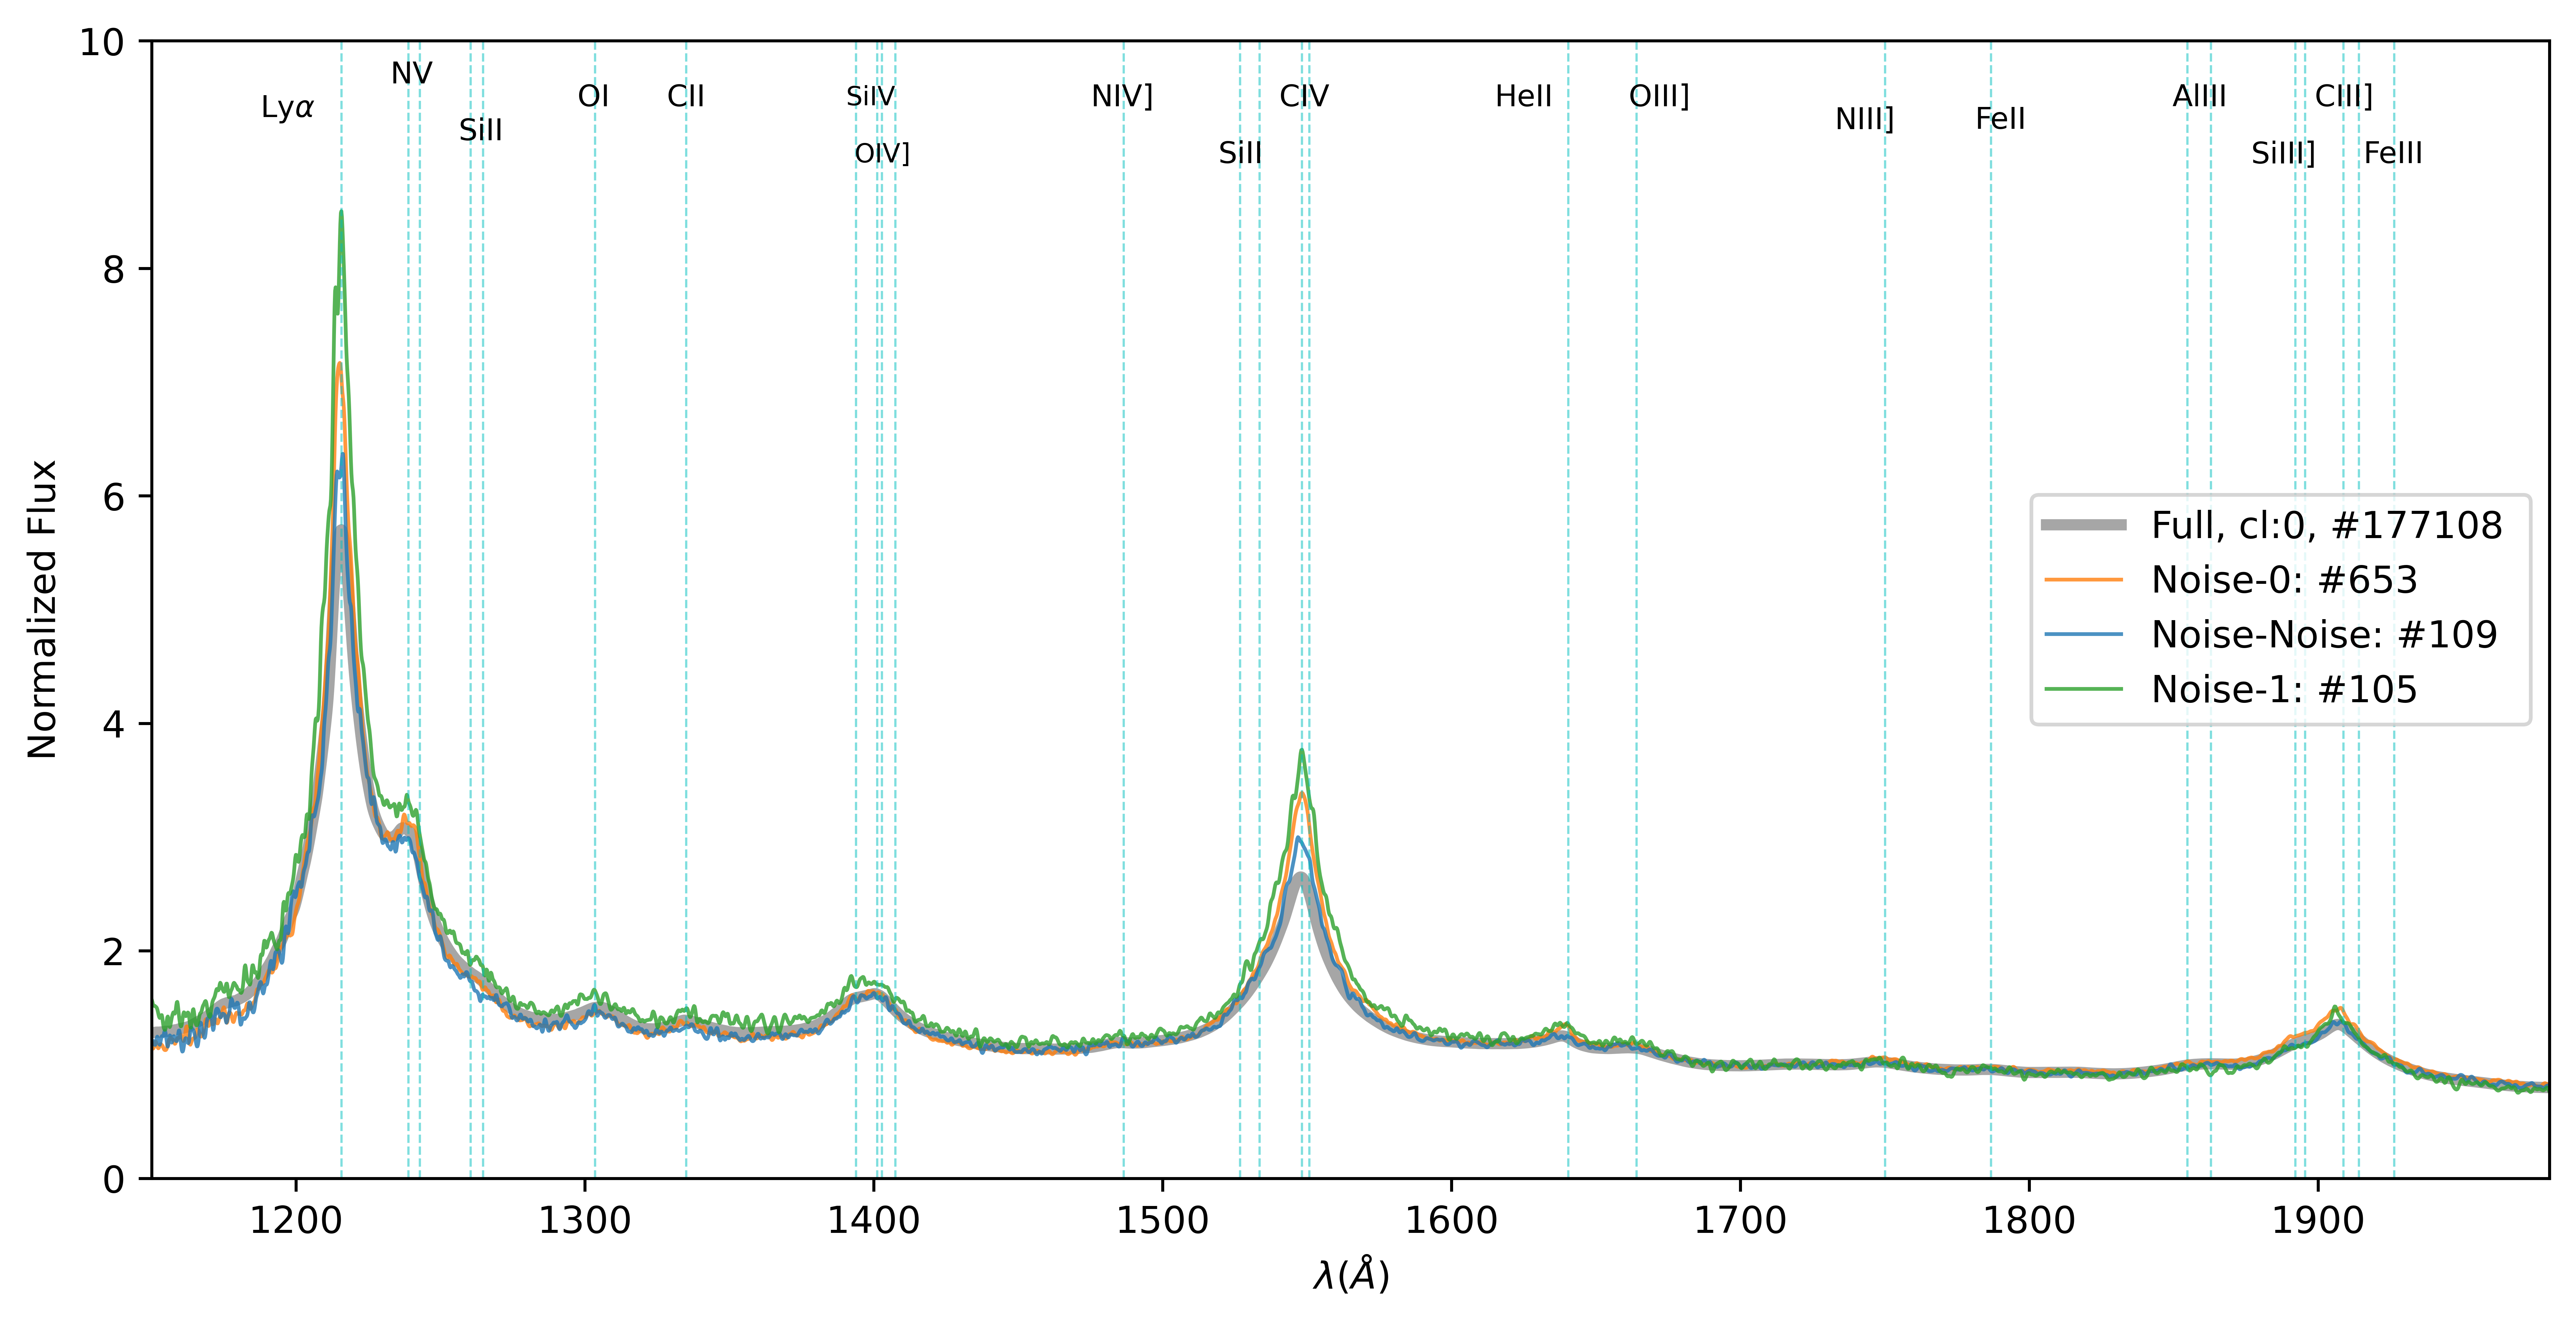 10
8
6
4
2
0
Normalized Flux
Lyα
NV
SiII
OI
CII
SiIV
OIV]
NIV]
SiII
CIV
HeII
OIII]
NIII]
FeII
AlIII
SiIII]
CIII]
FeIII
Full, cl:0, #177108
Noise-0: #653
Noise-Noise: #109
Noise-1: #105
1200 1300 1400 1500 1600 1700 1800 1900
λ(Å)